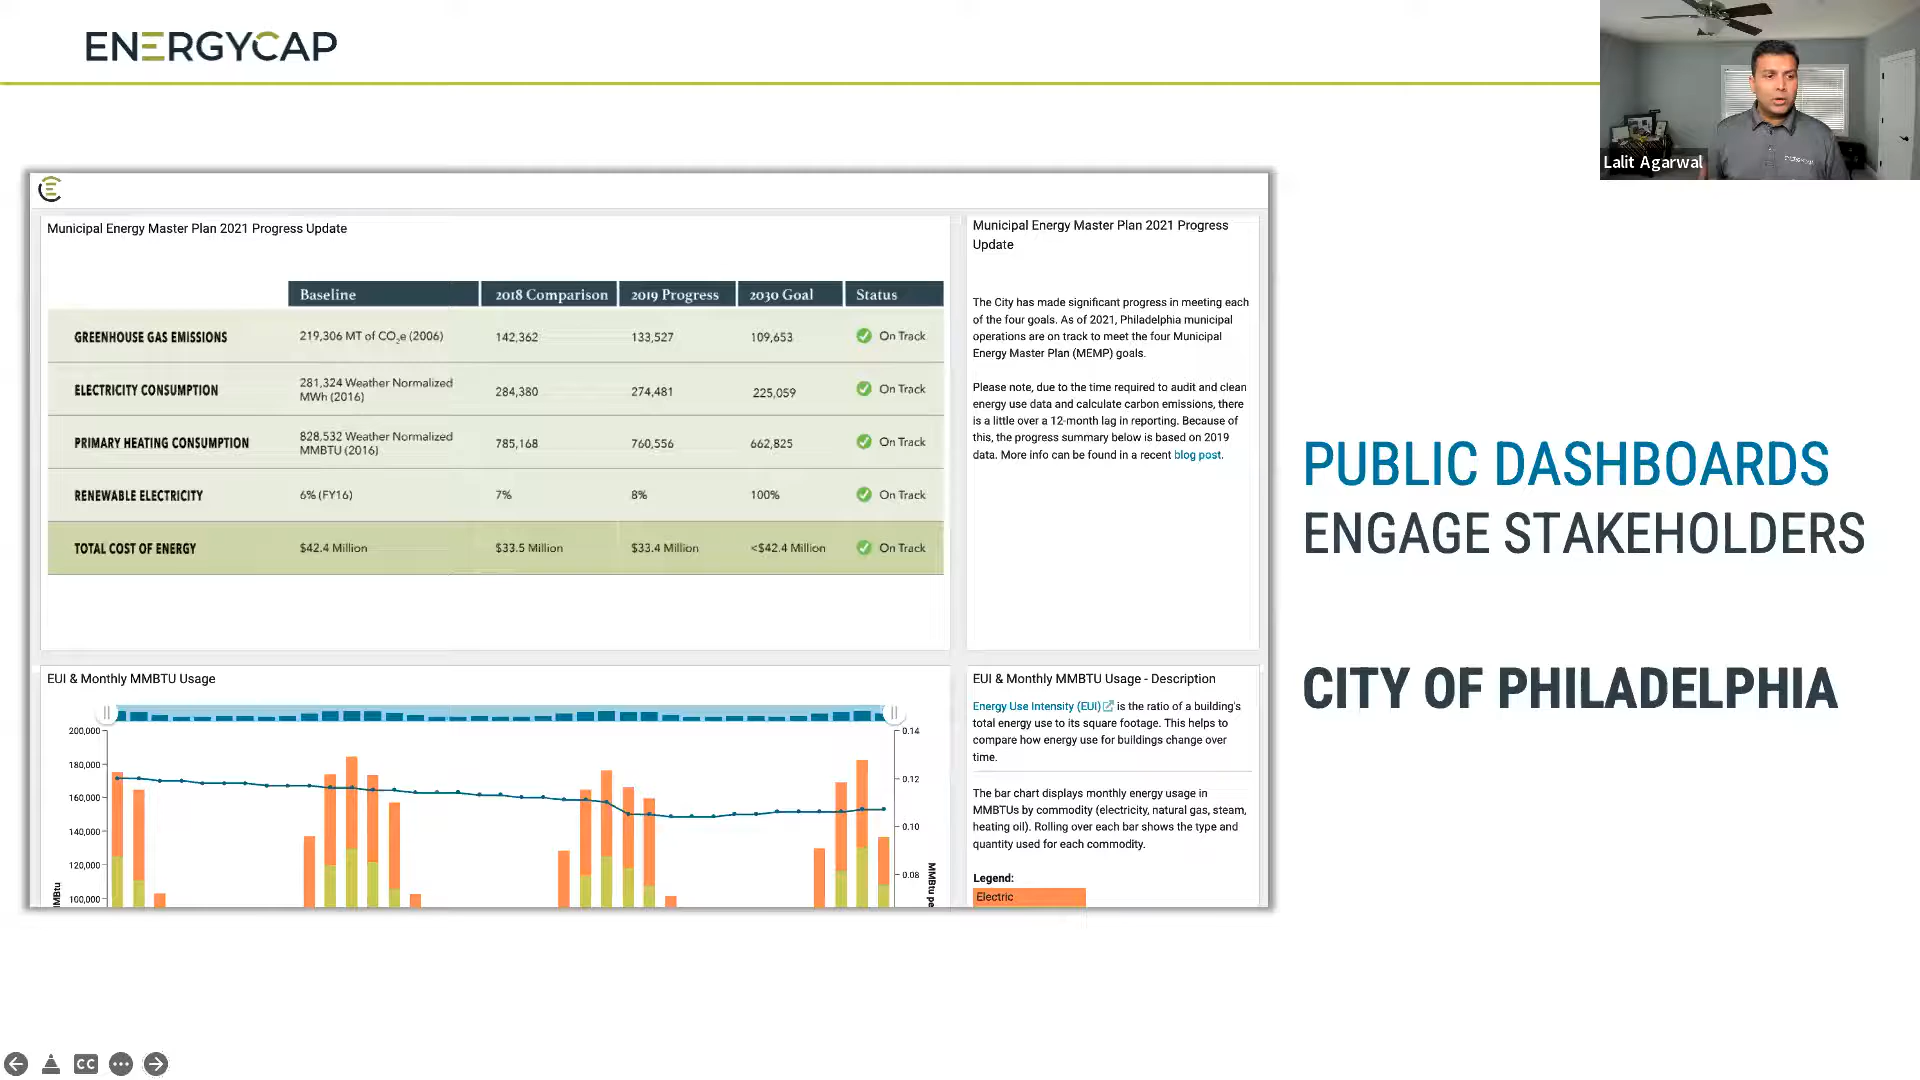 ENERGYCAP
Lalit Agarwal
Municipal Energy Master Plan 2021 Progress Update
Baseline 2018 Comparison 2019 Progress 2030 Goal Status
GREENHOUSE GAS EMISSIONS 219,306 MT of CO2e (2006) 142,362 133,527 109,653 On Track
ELECTRICITY CONSUMPTION 281,324 Weather Normalized
MWh (2016) 284,380 274,481 225,059 On Track
PRIMARY HEATING CONSUMPTION 828,532 Weather Normalized
MMBTU (2016) 785,168 760,556 662,825 On Track
RENEWABLE ELECTRICITY 6% (FY16) 7% 8% 100% On Track
TOTAL COST OF ENERGY $42.4 Million $33.5 Million $33.4 Million <$42.4 Million On Track
Municipal Energy Master Plan 2021 Progress
Update
The City has made significant progress in meeting each
of the four goals. As of 2021, Philadelphia municipal
operations are on track to meet the four Municipal
Energy Master Plan (MEMP) goals.
Please note, due to the time required to audit and clean
energy use data and calculate carbon emissions, there
is a little over a 12-month lag in reporting. Because of
this, the progress summary below is based on 2019
data. More info can be found in a recent blog post.
PUBLIC DASHBOARDS
ENGAGE STAKEHOLDERS
CITY OF PHILADELPHIA
EUI & Monthly MMBTU Usage
200,000
180,000
160,000
140,000
120,000
100,000
0.14
0.12
0.10
0.08
EUI & Monthly MMBTU Usage - Description
Energy Use Intensity (EUI) is the ratio of a building's
total energy use to its square footage. This helps to
compare how energy use for buildings change over
time.
The bar chart displays monthly energy usage in
MMBTUs by commodity (electricity, natural gas, steam,
heating oil). Rolling over each bar shows the type and
quantity used for each commodity.
Legend:
Electric
CC